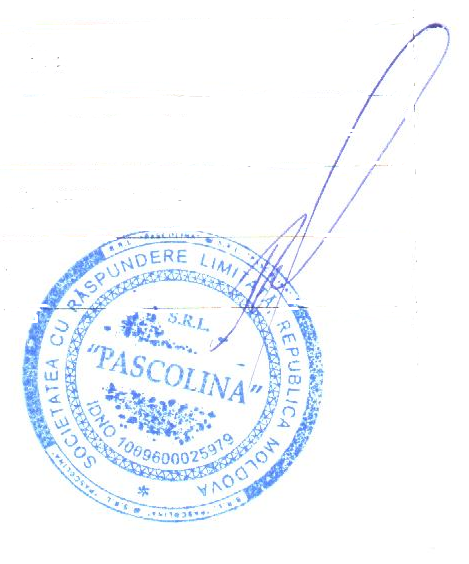 SOCIETATEA CU RĂSPUNDERE LIMITATĂ REPUBLICA MOLDOVA
S.R.L.
"PASCOLINA"
IDNO 1009600025979
*